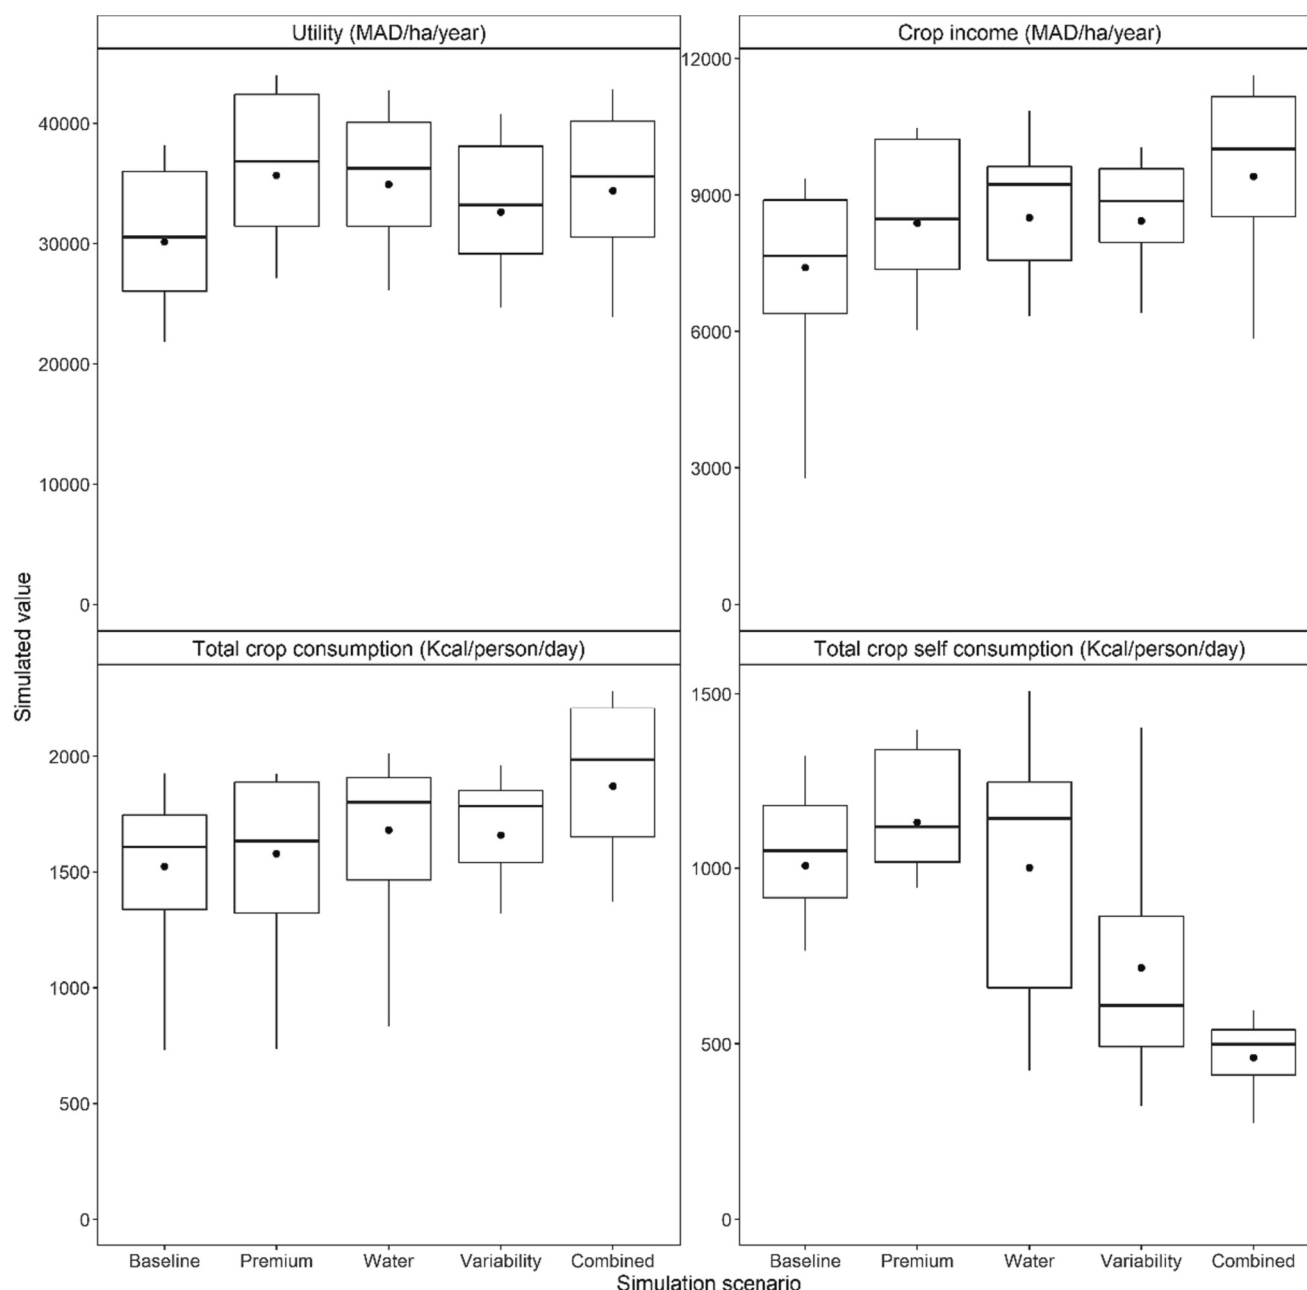 Utility (MAD/ha/year)
Crop income (MAD/ha/year)
40000
30000
20000
10000
0
12000
9000
6000
3000
0
Simulated value
Total crop consumption (Kcal/person/day)
Total crop self consumption (Kcal/person/day)
2000
1500
1000
500
0
1500
1000
500
0
Baseline Premium Water Variability Combined
Baseline Premium Water Variability Combined
Simulation scenario